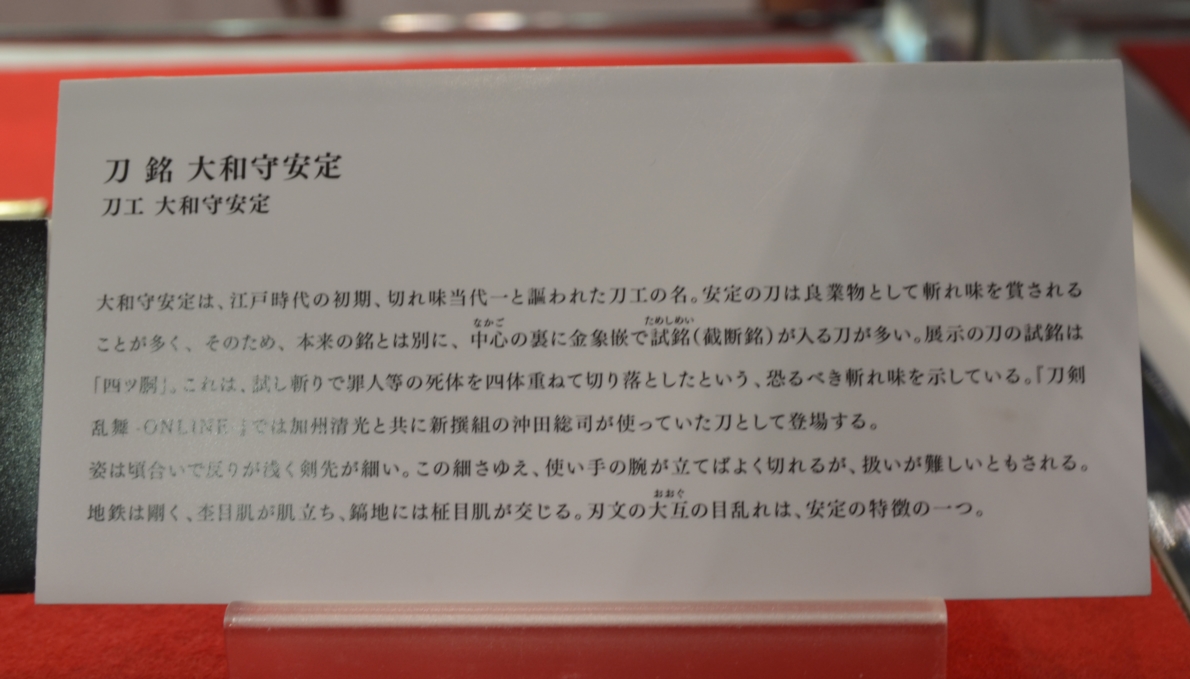 刀 銘 大和守安定
刀工 大和守安定
大和守安定は、江戸時代の初期、切れ味当代一と謳われた刀工の名。安定の刀は良業物として斬れ味を賞される
なかご ためしめい
ことが多く、そのため、本来の銘とは別に、中心の裏に金象嵌で試銘(截断銘)が入る刀が多い。展示の刀の試銘は
「四ツ胴」。これは、試し斬りで罪人等の死体を四体重ねて切り落としたという、恐るべき斬れ味を示している。『刀剣
乱舞 -ONLINE-』では加州清光と共に新撰組の沖田総司が使っていた刀として登場する。
姿は頃合いで反りが浅く剣先が細い。この細さゆえ、使い手の腕が立てばよく切れるが、扱いが難しいともされる。
おおぐ
地鉄は剛く、杢目肌が肌立ち、鎬地には柾目肌が交じる。刃文の大互の目乱れは、安定の特徴の一つ。